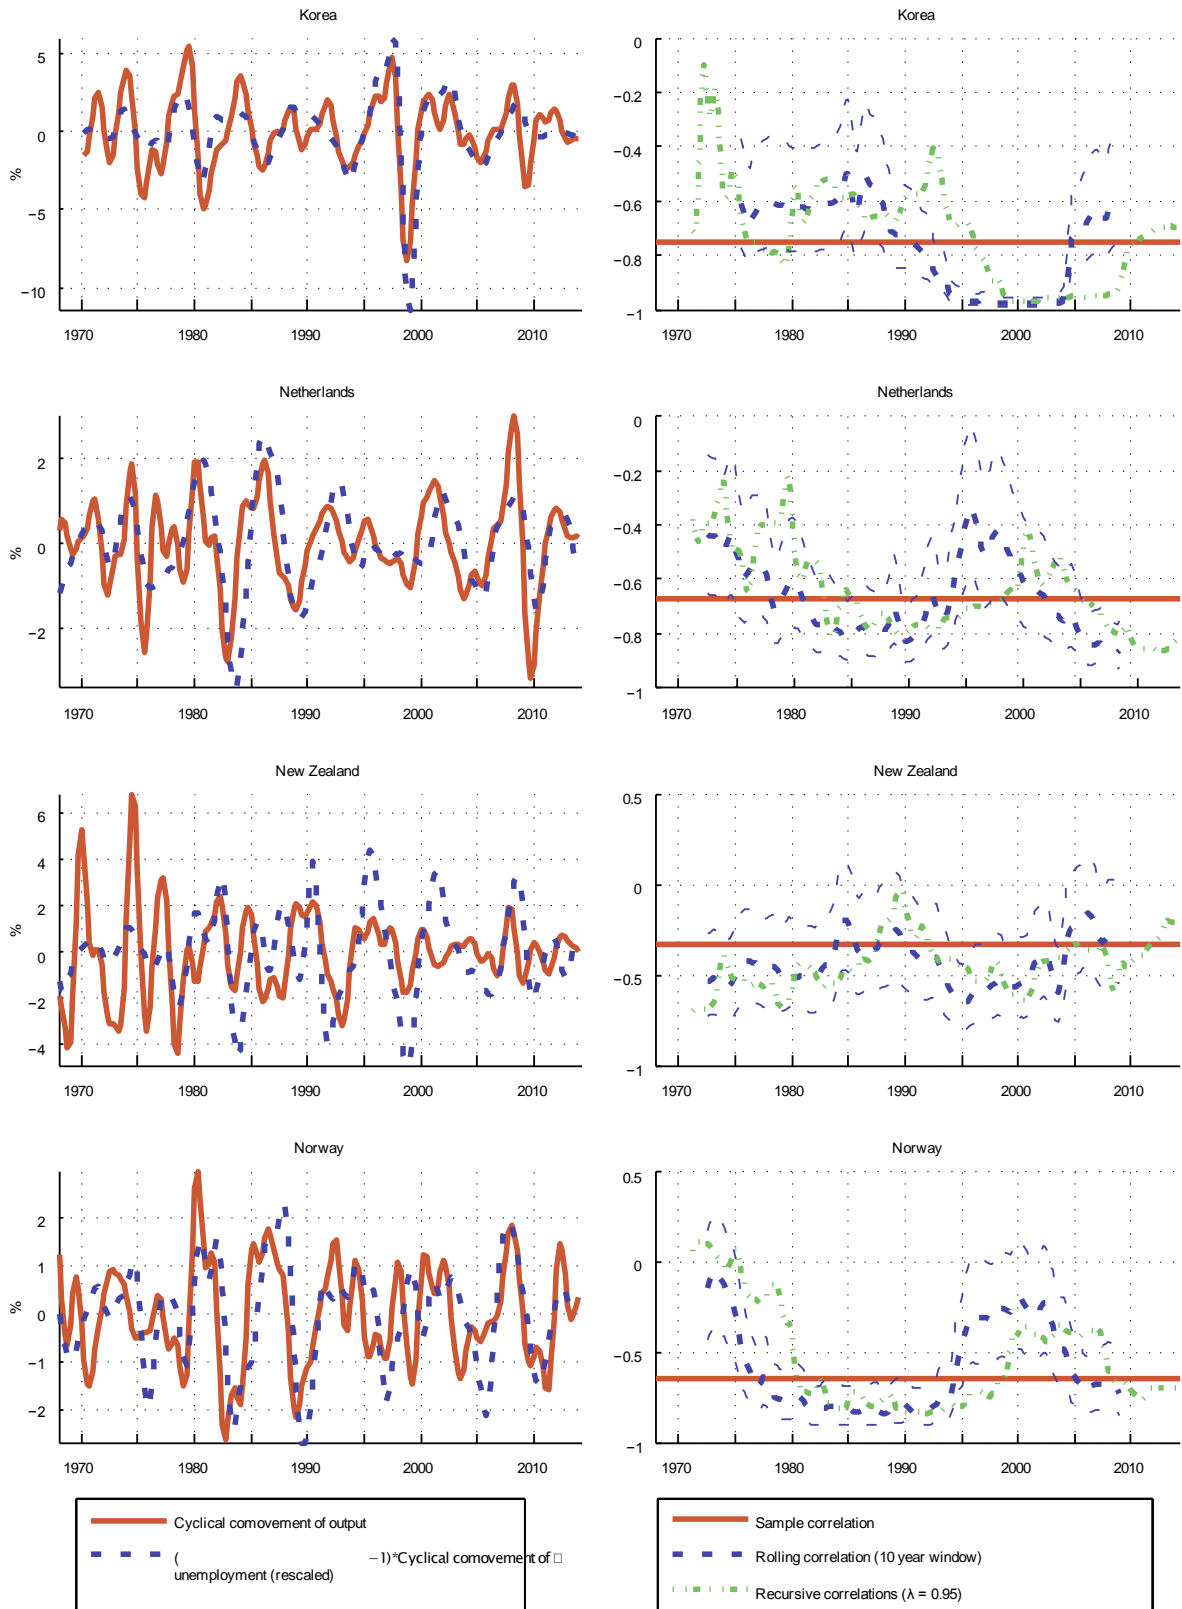 Korea
5
0
−5
−10
%
1970 1980 1990 2000 2010
Korea
0
−0.2
−0.4
−0.6
−0.8
−1
1970 1980 1990 2000 2010
Netherlands
2
0
−2
%
1970 1980 1990 2000 2010
Netherlands
0
−0.2
−0.4
−0.6
−0.8
−1
1970 1980 1990 2000 2010
New Zealand
6
4
2
0
−2
−4
%
1970 1980 1990 2000 2010
New Zealand
0.5
0
−0.5
−1
1970 1980 1990 2000 2010
Norway
2
1
0
−1
−2
%
1970 1980 1990 2000 2010
Norway
0.5
0
−0.5
−1
1970 1980 1990 2000 2010
Cyclical comovement of output
( −1)*Cyclical comovement of □
unemployment (rescaled)
Sample correlation
Rolling correlation (10 year window)
Recursive correlations (λ = 0.95)